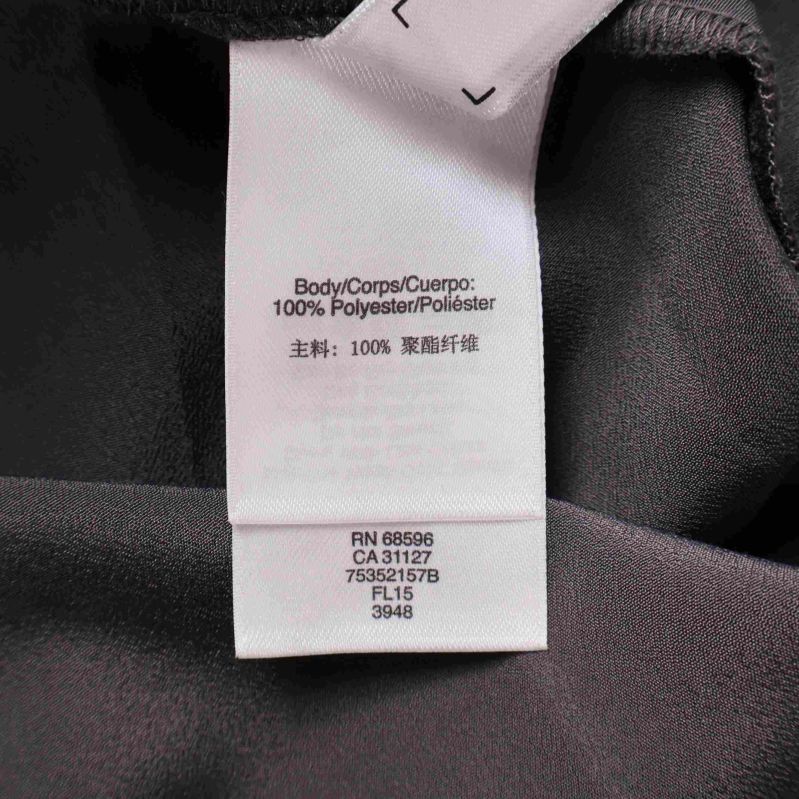 Body/Corps/Cuerpo:
100% Polyester/Poliéster
主料: 100% 聚酯纤维
RN 68596
CA 31127
75352157B
FL15
3948